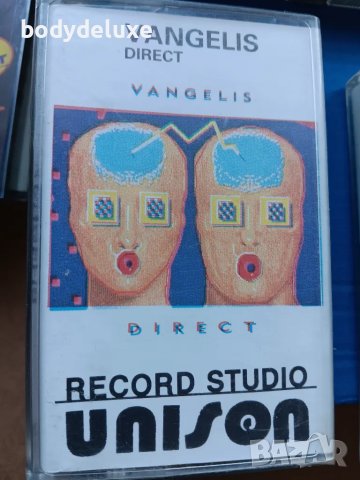 bodydeluxe
VANGELIS
DIRECT
VANGELIS
DIRECT
RECORD STUDIO
unison
BAZAR